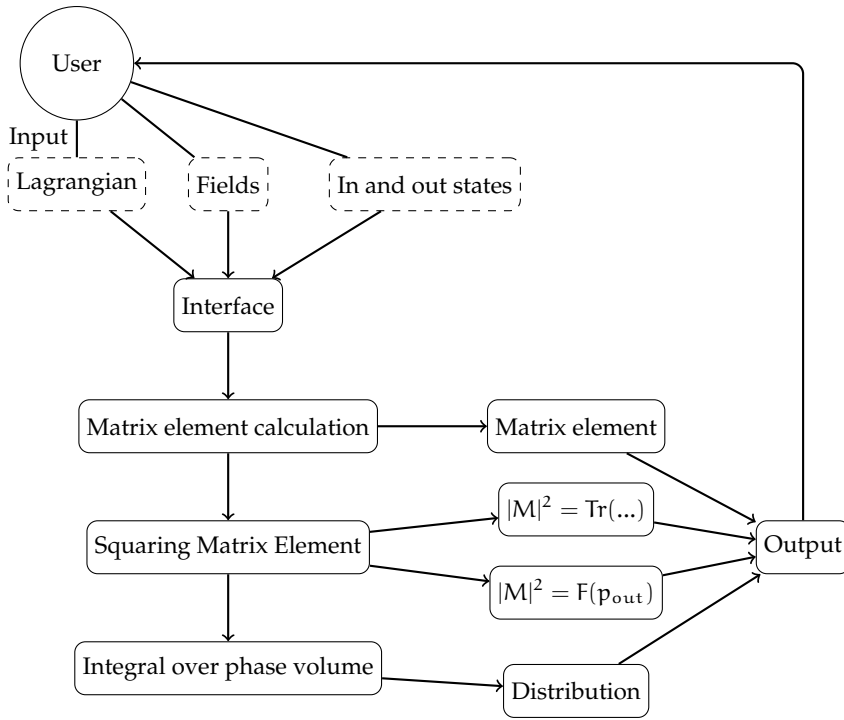 User
Input
Lagrangian
Fields
In and out states
Interface
Matrix element calculation
Matrix element
|M|² = Tr(...)
Squaring Matrix Element
Output
|M|² = F(pₒᵤₜ)
Integral over phase volume
Distribution